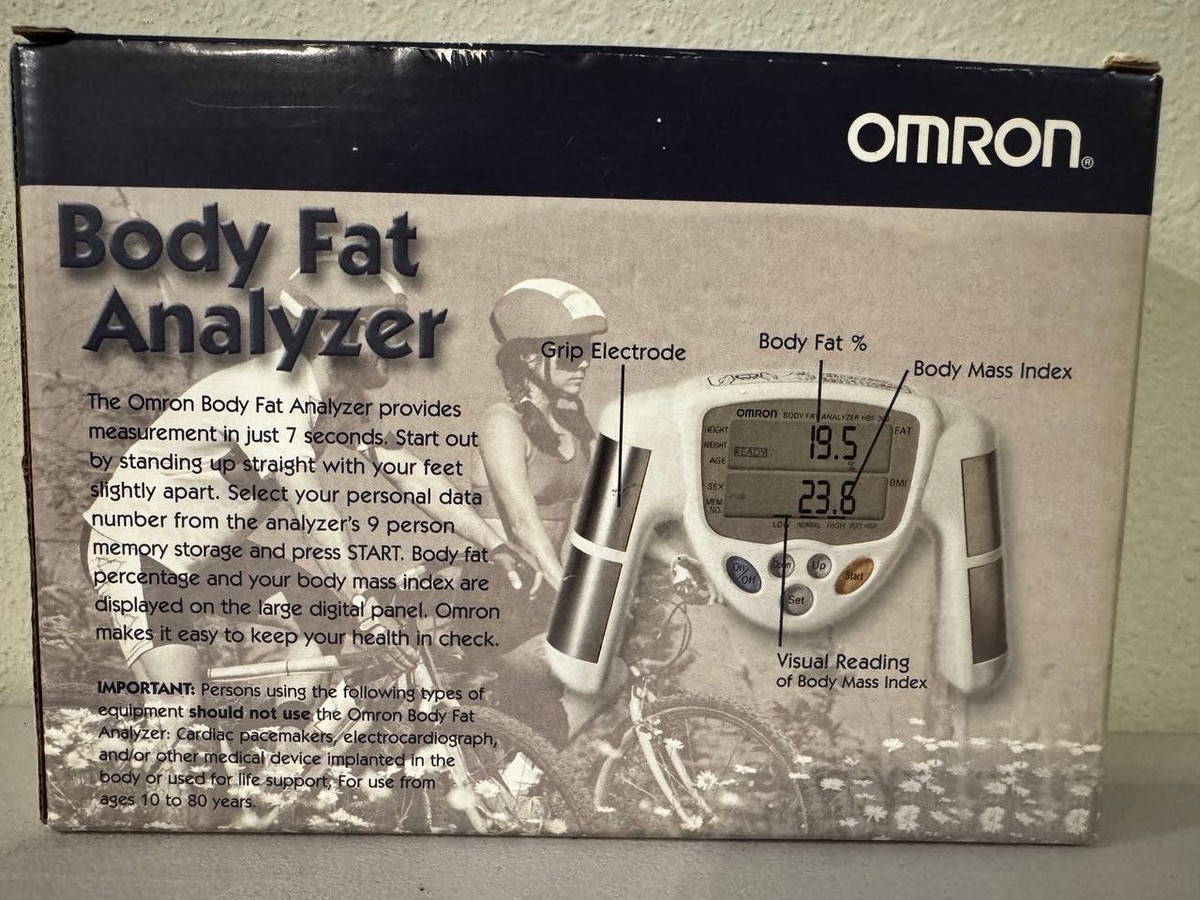 OMRON®
Body Fat
Analyzer
The Omron Body Fat Analyzer provides
measurement in just 7 seconds. Start out
by standing up straight with your feet
slightly apart. Select your personal data
number from the analyzer's 9 person
memory storage and press START. Body fat
percentage and your body mass index are
displayed on the large digital panel. Omron
makes it easy to keep your health in check.
IMPORTANT: Persons using the following types of
equipment should not use the Omron Body Fat
Analyzer: Cardiac pacemakers, electrocardiograph,
and/or other medical device implanted in the
body or used for life support, For use from
ages 10 to 80 years.
Grip Electrode
Body Fat %
Body Mass Index
OMRON BODY FAT ANALYZER
HEIGHT
WEIGHT
AGE
READY
19.5
%
FAT
SEX
MEM
NO.
23.8
BMI
LOW NORMAL HIGH VERY HIGH
On/Off
Down
Up
Start
Set
Visual Reading
of Body Mass Index